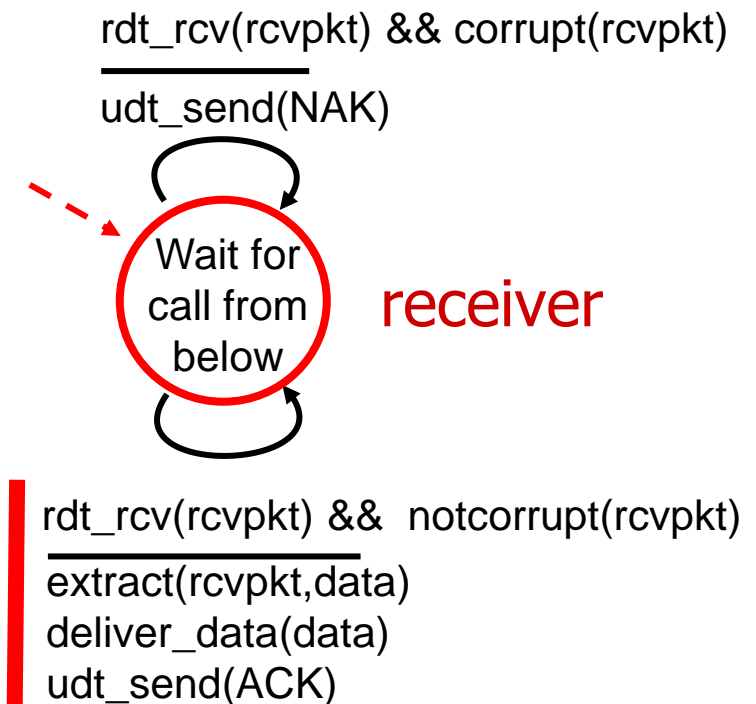 rdt_rcv(rcvpkt) && corrupt(rcvpkt)
udt_send(NAK)
Wait for
call from
below
receiver
rdt_rcv(rcvpkt) && notcorrupt(rcvpkt)
extract(rcvpkt,data)
deliver_data(data)
udt_send(ACK)